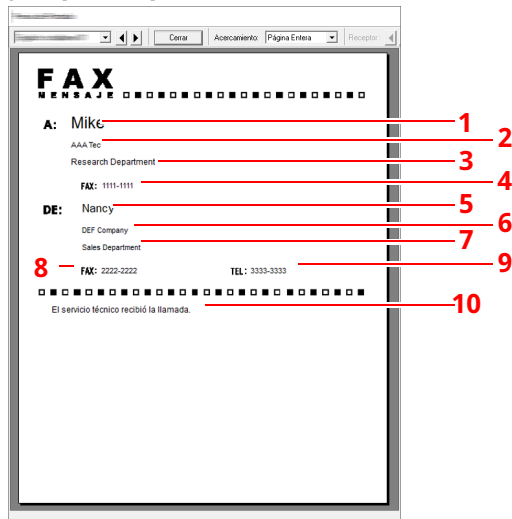 Cerrar Acercamiento: Página Entera Receptor:
FAX
MENSAJE
A: Mike 1
AAA Tec 2
Research Department 3
FAX: 1111-1111 4
DE: Nancy 5
DEF Company 6
Sales Department 7
8 FAX: 2222-2222 TEL: 3333-3333 9
El servicio técnico recibió la llamada. 10